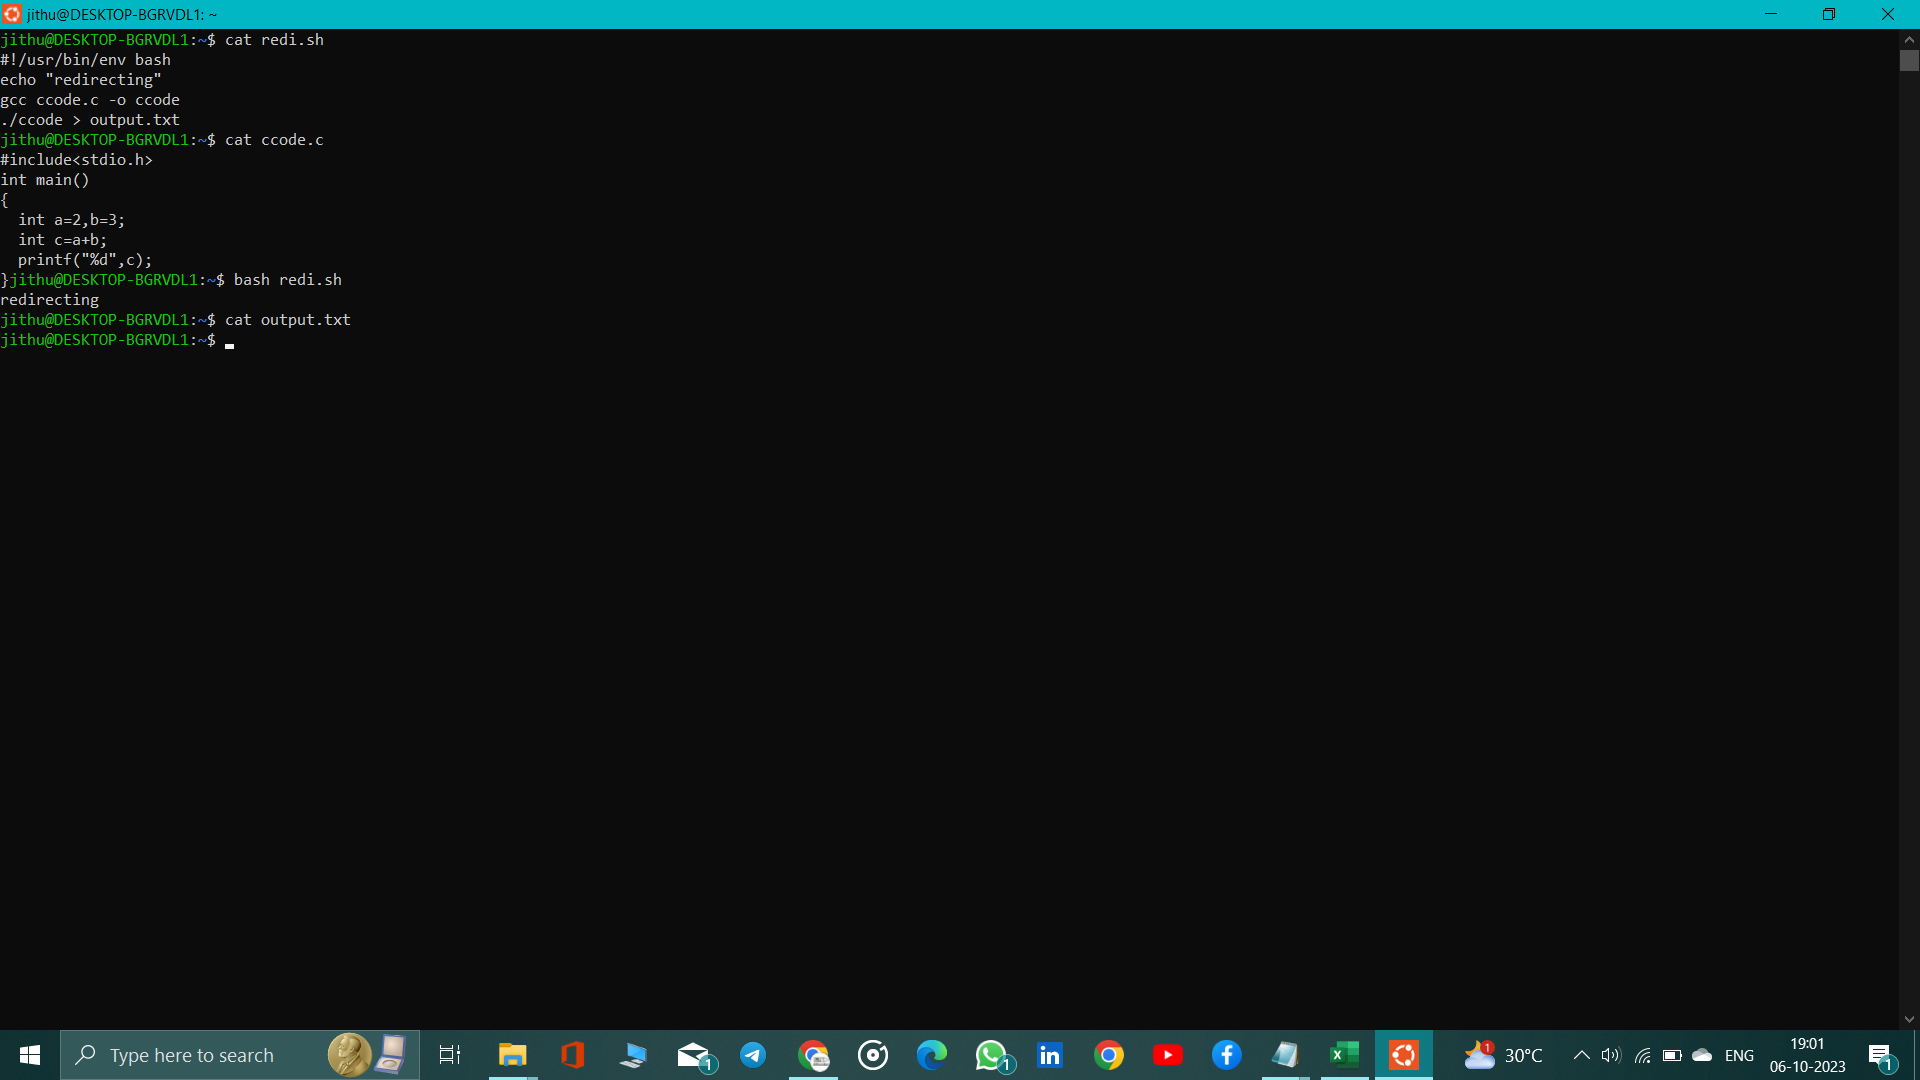 jithu@DESKTOP-BGRVDL1: ~
jithu@DESKTOP-BGRVDL1:~$ cat redi.sh
#!/usr/bin/env bash
echo "redirecting"
gcc ccode.c -o ccode
./ccode > output.txt
jithu@DESKTOP-BGRVDL1:~$ cat ccode.c
#include<stdio.h>
int main()
{
  int a=2,b=3;
  int c=a+b;
  printf("%d",c);
}jithu@DESKTOP-BGRVDL1:~$ bash redi.sh
redirecting
jithu@DESKTOP-BGRVDL1:~$ cat output.txt
jithu@DESKTOP-BGRVDL1:~$
Type here to search
1
1
in
f
X
1
30°C
ENG
19:01
06-10-2023
1